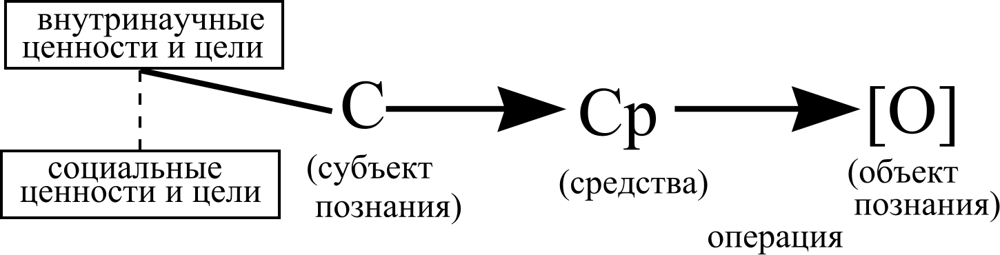 внутринаучные
ценности и цели
социальные
ценности и цели
С
(субъект
познания)
Ср
(средства)
операция
[О]
(объект
познания)